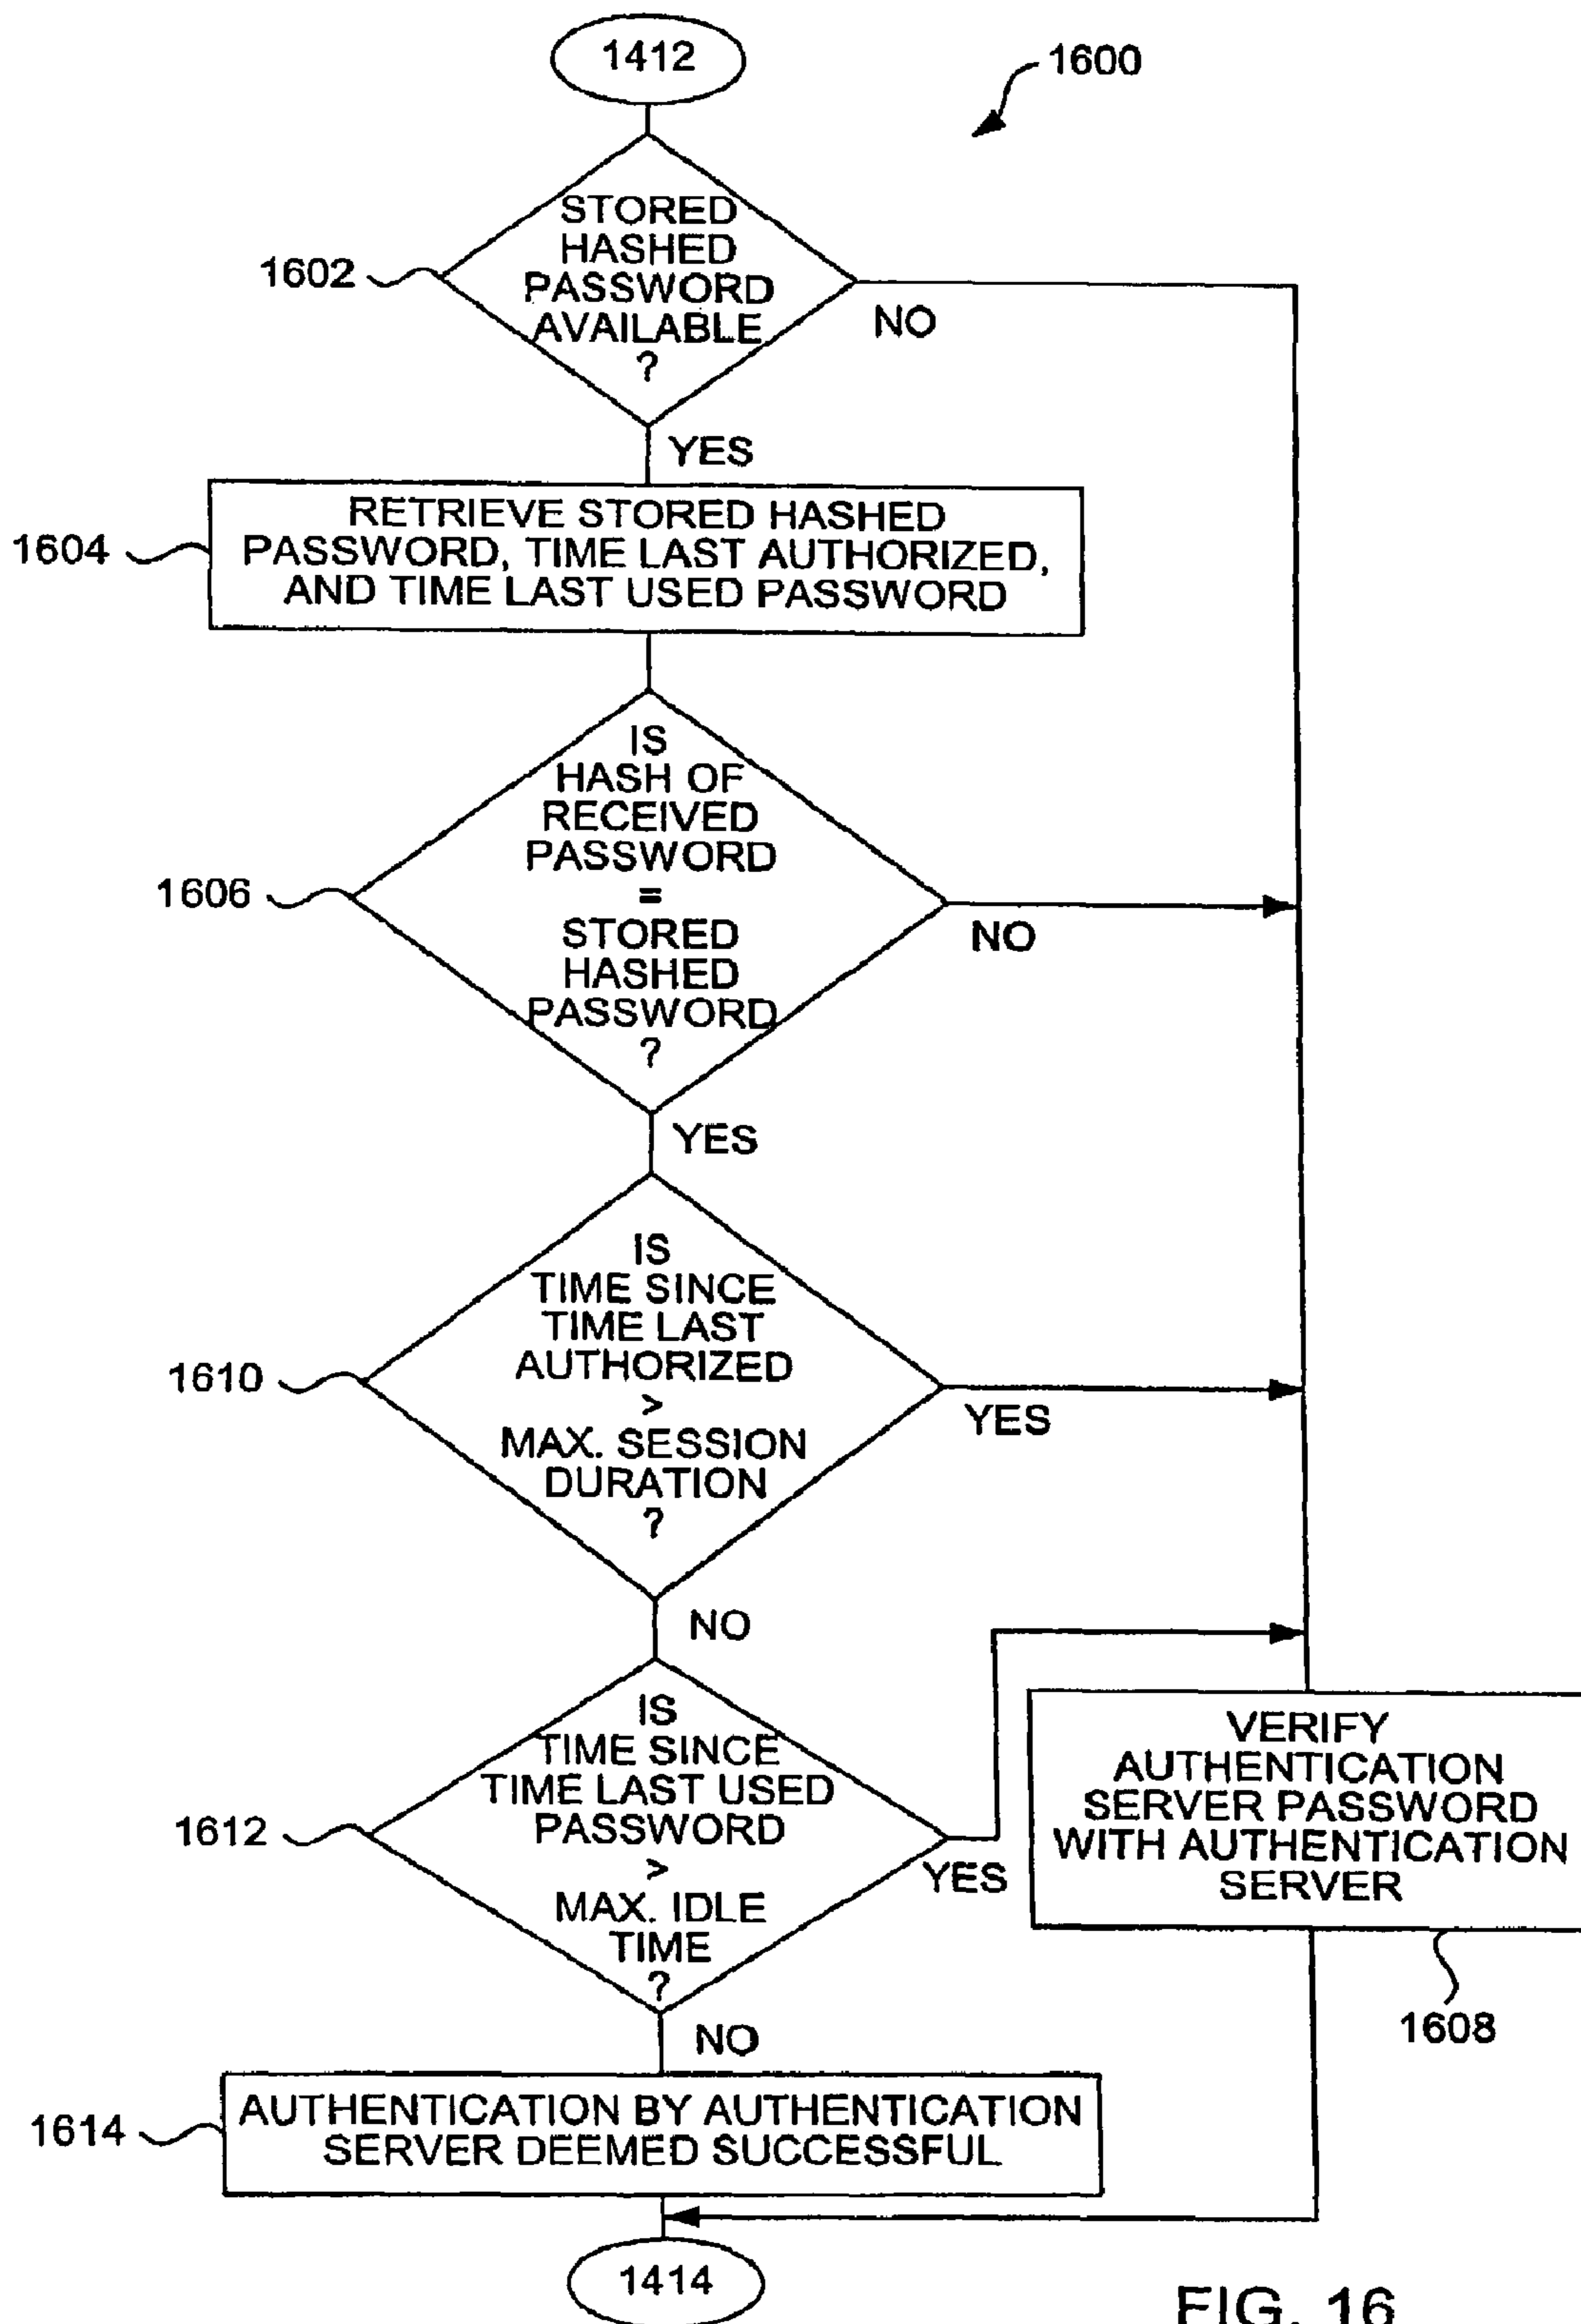 1412
1600
STORED
HASHED
PASSWORD
AVAILABLE
?
1602
NO
YES
RETRIEVE STORED HASHED
PASSWORD, TIME LAST AUTHORIZED,
AND TIME LAST USED PASSWORD
1604
IS
HASH OF
RECEIVED
PASSWORD
=
STORED
HASHED
PASSWORD
?
1606
NO
YES
IS
TIME SINCE
TIME LAST
AUTHORIZED
>
MAX. SESSION
DURATION
?
1610
YES
NO
IS
TIME SINCE
TIME LAST USED
PASSWORD
>
MAX. IDLE
TIME
?
1612
YES
VERIFY
AUTHENTICATION
SERVER PASSWORD
WITH AUTHENTICATION
SERVER
1608
NO
AUTHENTICATION BY AUTHENTICATION
SERVER DEEMED SUCCESSFUL
1614
1414
FIG. 16